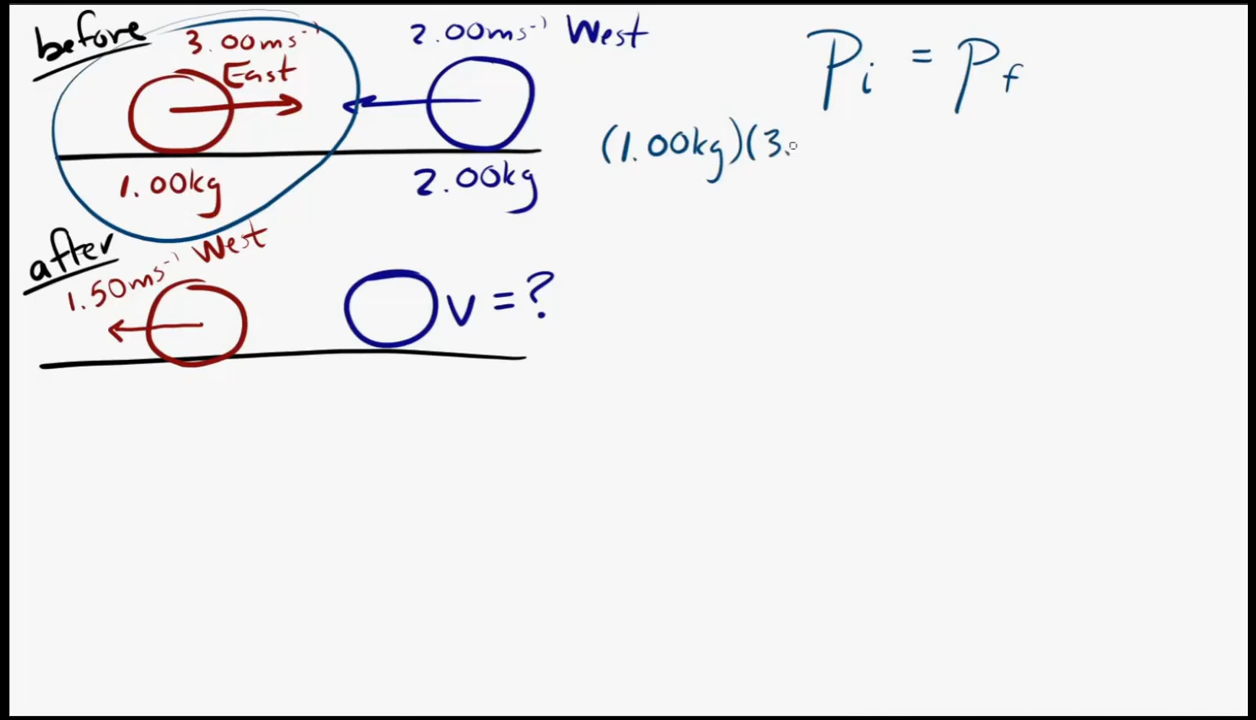 before
3.00ms⁻¹
East
2.00ms⁻¹ West
1.00kg
2.00kg
Pi = Pf
(1.00kg)(3.
after
1.50ms⁻¹ West
v = ?